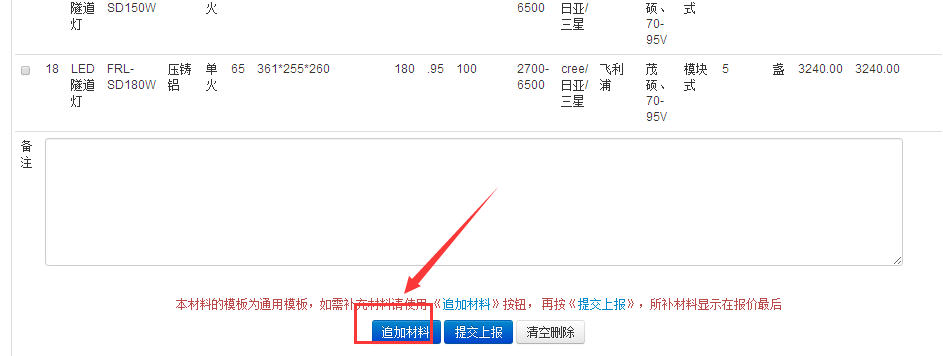 隧道 SD150W 火 6500 日亚/ 硕、 式
灯 三星 70-
95V
18 LED FRL- 压铸 单 65 361*255*260 180 .95 100 2700- cree/ 飞利 茂 模块 5 盏 3240.00 3240.00
隧道 SD180W 铝 火 6500 日亚/ 浦 硕、 式
灯 三星 70-
95V
备
注
本材料的模板为通用模板，如需补充材料请使用《追加材料》按钮，再按《提交上报》，所补材料显示在报价最后
追加材料 提交上报 清空删除